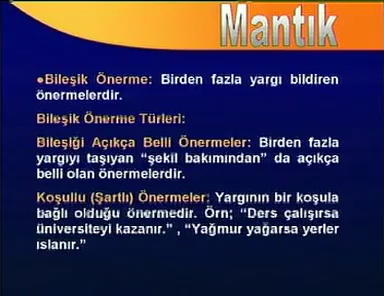 Mantık
●Bileşik Önerme: Birden fazla yargı bildiren
önermelerdir.
Bileşik Önerme Türleri:
Bileşiği Açıkça Belli Önermeler: Birden fazla
yargıyı taşıyan “şekil bakımından” da açıkça
belli olan önermelerdir.
Koşullu (Şartlı) Önermeler: Yargının bir koşula
bağlı olduğu önermedir. Örn; “Ders çalışırsa
üniversiteyi kazanır.” , “Yağmur yağarsa yerler
ıslanır.”